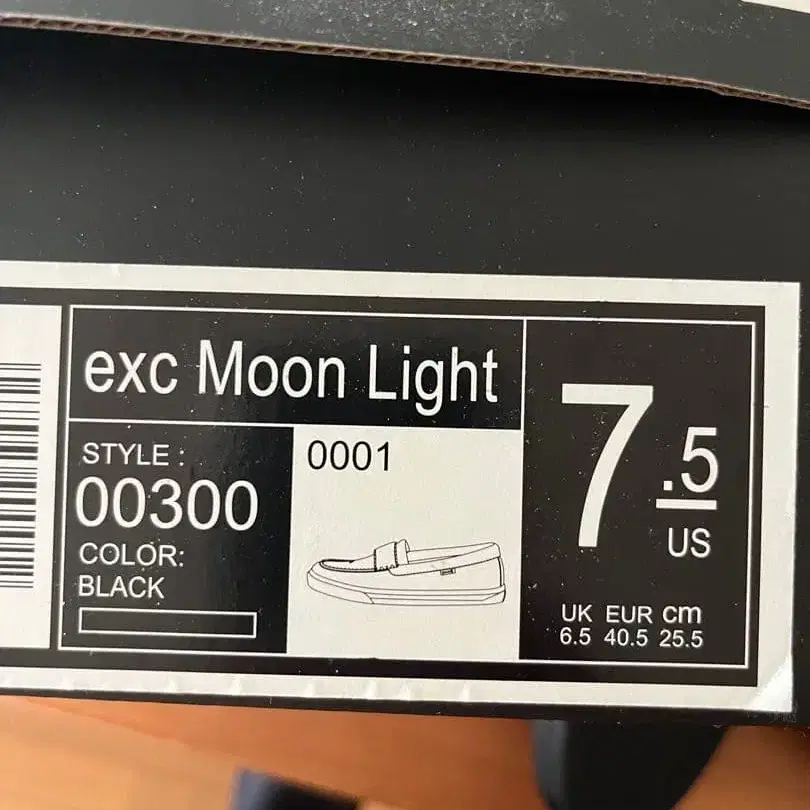 exc Moon Light
STYLE :
00300
COLOR:
BLACK
0001
7.5
US
UK EUR cm
6.5 40.5 25.5